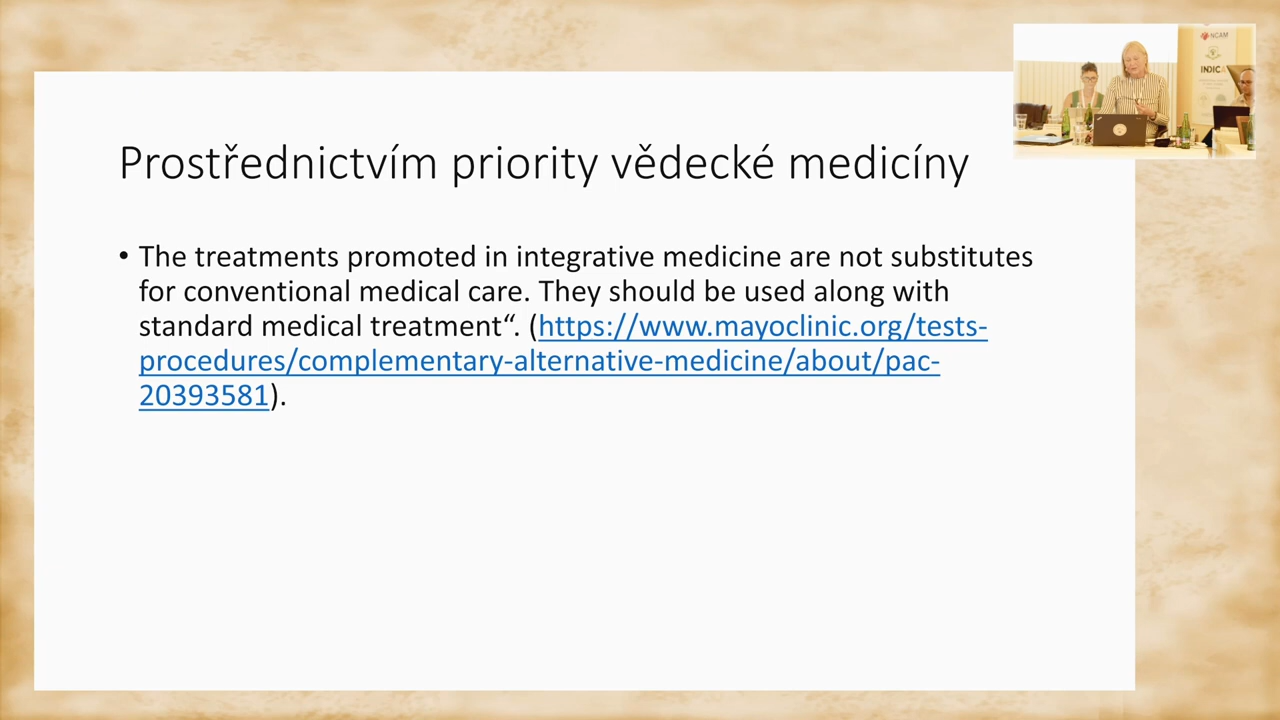 Prostřednictvím priority vědecké medicíny
• The treatments promoted in integrative medicine are not substitutes
for conventional medical care. They should be used along with
standard medical treatment“. (https://www.mayoclinic.org/tests-
procedures/complementary-alternative-medicine/about/pac-
20393581).
NCAM